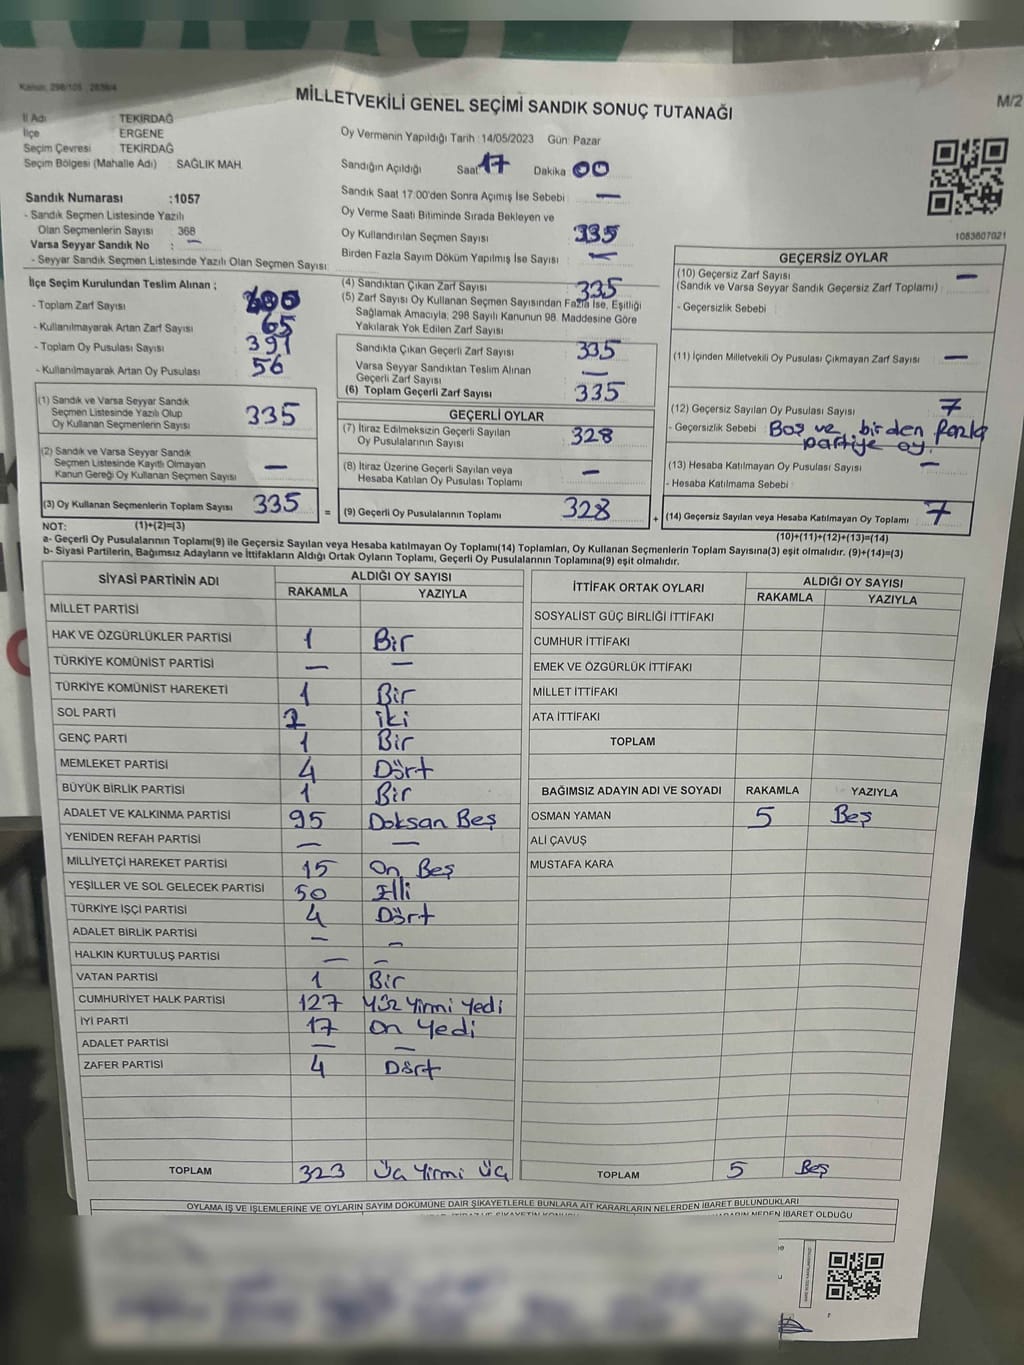 Kanun: 298/105 2839/4
MİLLETVEKİLİ GENEL SEÇİMİ SANDIK SONUÇ TUTANAĞI
M/2
İl Adı : TEKİRDAĞ
İlçe : ERGENE
Seçim Çevresi : TEKİRDAĞ
Seçim Bölgesi (Mahalle Adı) : SAĞLIK MAH.
Oy Vermenin Yapıldığı Tarih : 14/05/2023 Gün: Pazar
Sandığın Açıldığı Saat 17 Dakika 00
Sandık Saat 17:00'den Sonra Açımış İse Sebebi : —
Oy Verme Saati Bitiminde Sırada Bekleyen ve
Oy Kullandırılan Seçmen Sayısı 335
Birden Fazla Sayım Döküm Yapılmış İse Sayısı —
1083607021
Sandık Numarası : 1057
- Sandık Seçmen Listesinde Yazılı
Olan Seçmenlerin Sayısı : 368
Varsa Seyyar Sandık No : —
- Seyyar Sandık Seçmen Listesinde Yazılı Olan Seçmen Sayısı :
İlçe Seçim Kurulundan Teslim Alınan ;
- Toplam Zarf Sayısı :
- Kullanılmayarak Artan Zarf Sayısı : 65
- Toplam Oy Pusulası Sayısı : 391
- Kullanılmayarak Artan Oy Pusulası : 56
(1) Sandık ve Varsa Seyyar Sandık
Seçmen Listesinde Yazılı Olup
Oy Kullanan Seçmenlerin Sayısı : 335
(2) Sandık ve Varsa Seyyar Sandık
Seçmen Listesinde Kayıtlı Olmayan
Kanun Gereği Oy Kullanan Seçmen Sayısı : —
(3) Oy Kullanan Seçmenlerin Toplam Sayısı : 335 =
(4) Sandıktan Çıkan Zarf Sayısı : 335
(5) Zarf Sayısı Oy Kullanan Seçmen Sayısından Fazla İse, Eşitliği
Sağlamak Amacıyla, 298 Sayılı Kanunun 98. Maddesine Göre
Yakılarak Yok Edilen Zarf Sayısı :
Sandıkta Çıkan Geçerli Zarf Sayısı : 335
Varsa Seyyar Sandıktan Teslim Alınan
Geçerli Zarf Sayısı : —
(6) Toplam Geçerli Zarf Sayısı : 335
GEÇERLİ OYLAR
(7) İtiraz Edilmeksizin Geçerli Sayılan
Oy Pusulalarının Sayısı : 328
(8) İtiraz Üzerine Geçerli Sayılan veya
Hesaba Katılan Oy Pusulası Toplamı : —
(9) Geçerli Oy Pusulalarının Toplamı : 328 +
GEÇERSİZ OYLAR
(10) Geçersiz Zarf Sayısı —
(Sandık ve Varsa Seyyar Sandık Geçersiz Zarf Toplamı) :
- Geçersizlik Sebebi :
(11) İçinden Milletvekili Oy Pusulası Çıkmayan Zarf Sayısı : —
(12) Geçersiz Sayılan Oy Pusulası Sayısı : 7
- Geçersizlik Sebebi : Boş ve birden fazla
partiye oy.
(13) Hesaba Katılmayan Oy Pusulası Sayısı : —
- Hesaba Katılmama Sebebi :
(14) Geçersiz Sayılan veya Hesaba Katılmayan Oy Toplamı : 7
NOT: (1)+(2)=(3)
(10)+(11)+(12)+(13)=(14)
a- Geçerli Oy Pusulalarının Toplamı(9) ile Geçersiz Sayılan veya Hesaba katılmayan Oy Toplamı(14) Toplamları, Oy Kullanan Seçmenlerin Toplam Sayısına(3) eşit olmalıdır. (9)+(14)=(3)
b- Siyasi Partilerin, Bağımsız Adayların ve İttifakların Aldığı Ortak Oyların Toplamı, Geçerli Oy Pusulalarının Toplamına(9) eşit olmalıdır.
SİYASİ PARTİNİN ADI ALDIĞI OY SAYISI
RAKAMLA YAZIYLA
MİLLET PARTİSİ
HAK VE ÖZGÜRLÜKLER PARTİSİ 1 Bir
TÜRKİYE KOMÜNİST PARTİSİ — —
TÜRKİYE KOMÜNİST HAREKETİ 1 Bir
SOL PARTİ 2 iki
GENÇ PARTİ 1 Bir
MEMLEKET PARTİSİ 4 Dört
BÜYÜK BİRLİK PARTİSİ 1 Bir
ADALET VE KALKINMA PARTİSİ 95 Doksan Beş
YENİDEN REFAH PARTİSİ — —
MİLLİYETÇİ HAREKET PARTİSİ 15 On Beş
YEŞİLLER VE SOL GELECEK PARTİSİ 50 Elli
TÜRKİYE İŞÇİ PARTİSİ 4 Dört
ADALET BİRLİK PARTİSİ — —
HALKIN KURTULUŞ PARTİSİ — —
VATAN PARTİSİ 1 Bir
CUMHURİYET HALK PARTİSİ 127 Yüz Yirmi Yedi
İYİ PARTİ 17 On Yedi
ADALET PARTİSİ — —
ZAFER PARTİSİ 4 Dört
TOPLAM 323 Üç Yirmi Üç
İTTİFAK ORTAK OYLARI ALDIĞI OY SAYISI
RAKAMLA YAZIYLA
SOSYALİST GÜÇ BİRLİĞİ İTTİFAKI
CUMHUR İTTİFAKI
EMEK VE ÖZGÜRLÜK İTTİFAKI
MİLLET İTTİFAKI
ATA İTTİFAKI
TOPLAM
BAĞIMSIZ ADAYIN ADI VE SOYADI RAKAMLA YAZIYLA
OSMAN YAMAN 5 Beş
ALİ ÇAVUŞ
MUSTAFA KARA
TOPLAM 5 Beş
OYLAMA İŞ VE İŞLEMLERİNE VE OYLARIN SAYIM DÖKÜMÜNE DAİR ŞİKAYETLERLE BUNLARA AİT KARARLARIN NELERDEN İBARET BULUNDUKLARI
NEDEN İBARET OLDUĞU